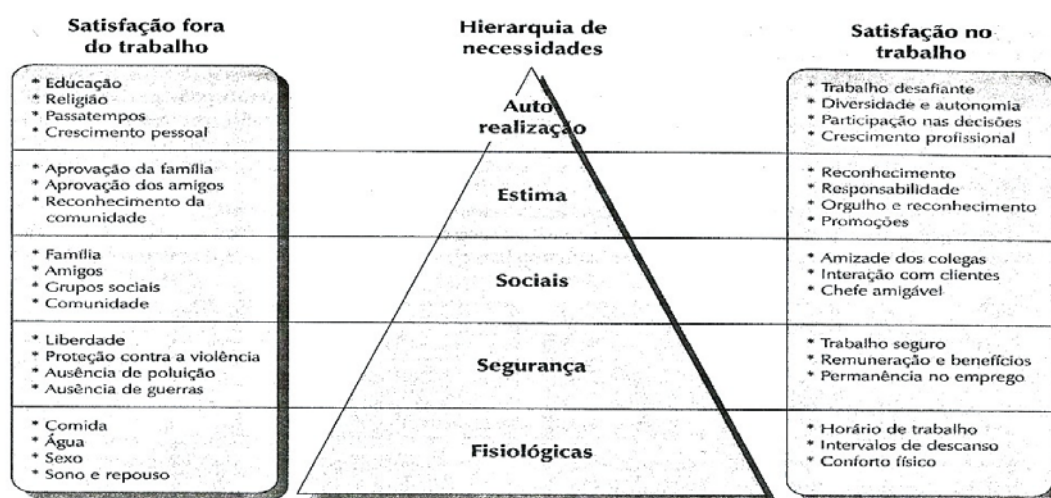 Satisfação fora
do trabalho
* Educação
* Religião
* Passatempos
* Crescimento pessoal
* Aprovação da família
* Aprovação dos amigos
* Reconhecimento da
comunidade
* Família
* Amigos
* Grupos sociais
* Comunidade
* Liberdade
* Proteção contra a violência
* Ausência de poluição
* Ausência de guerras
* Comida
* Água
* Sexo
* Sono e repouso
Hierarquia de
necessidades
Auto
realização
Estima
Sociais
Segurança
Fisiológicas
Satisfação no
trabalho
* Trabalho desafiante
* Diversidade e autonomia
* Participação nas decisões
* Crescimento profissional
* Reconhecimento
* Responsabilidade
* Orgulho e reconhecimento
* Promoções
* Amizade dos colegas
* Interação com clientes
* Chefe amigável
* Trabalho seguro
* Remuneração e benefícios
* Permanência no emprego
* Horário de trabalho
* Intervalos de descanso
* Conforto físico